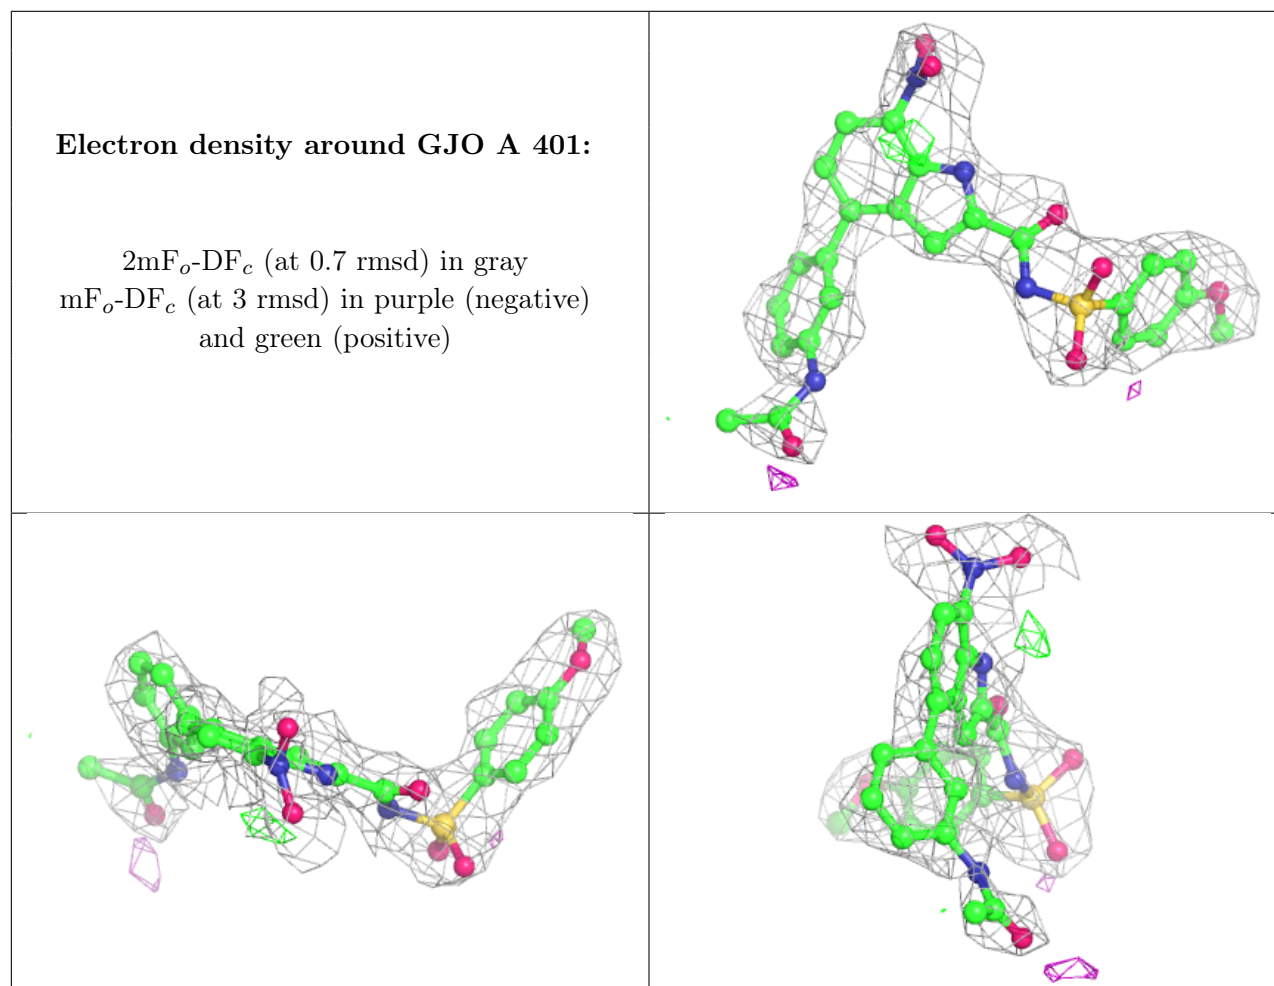 Electron density around GJO A 401:
2mFo-DFc (at 0.7 rmsd) in gray
mFo-DFc (at 3 rmsd) in purple (negative)
and green (positive)